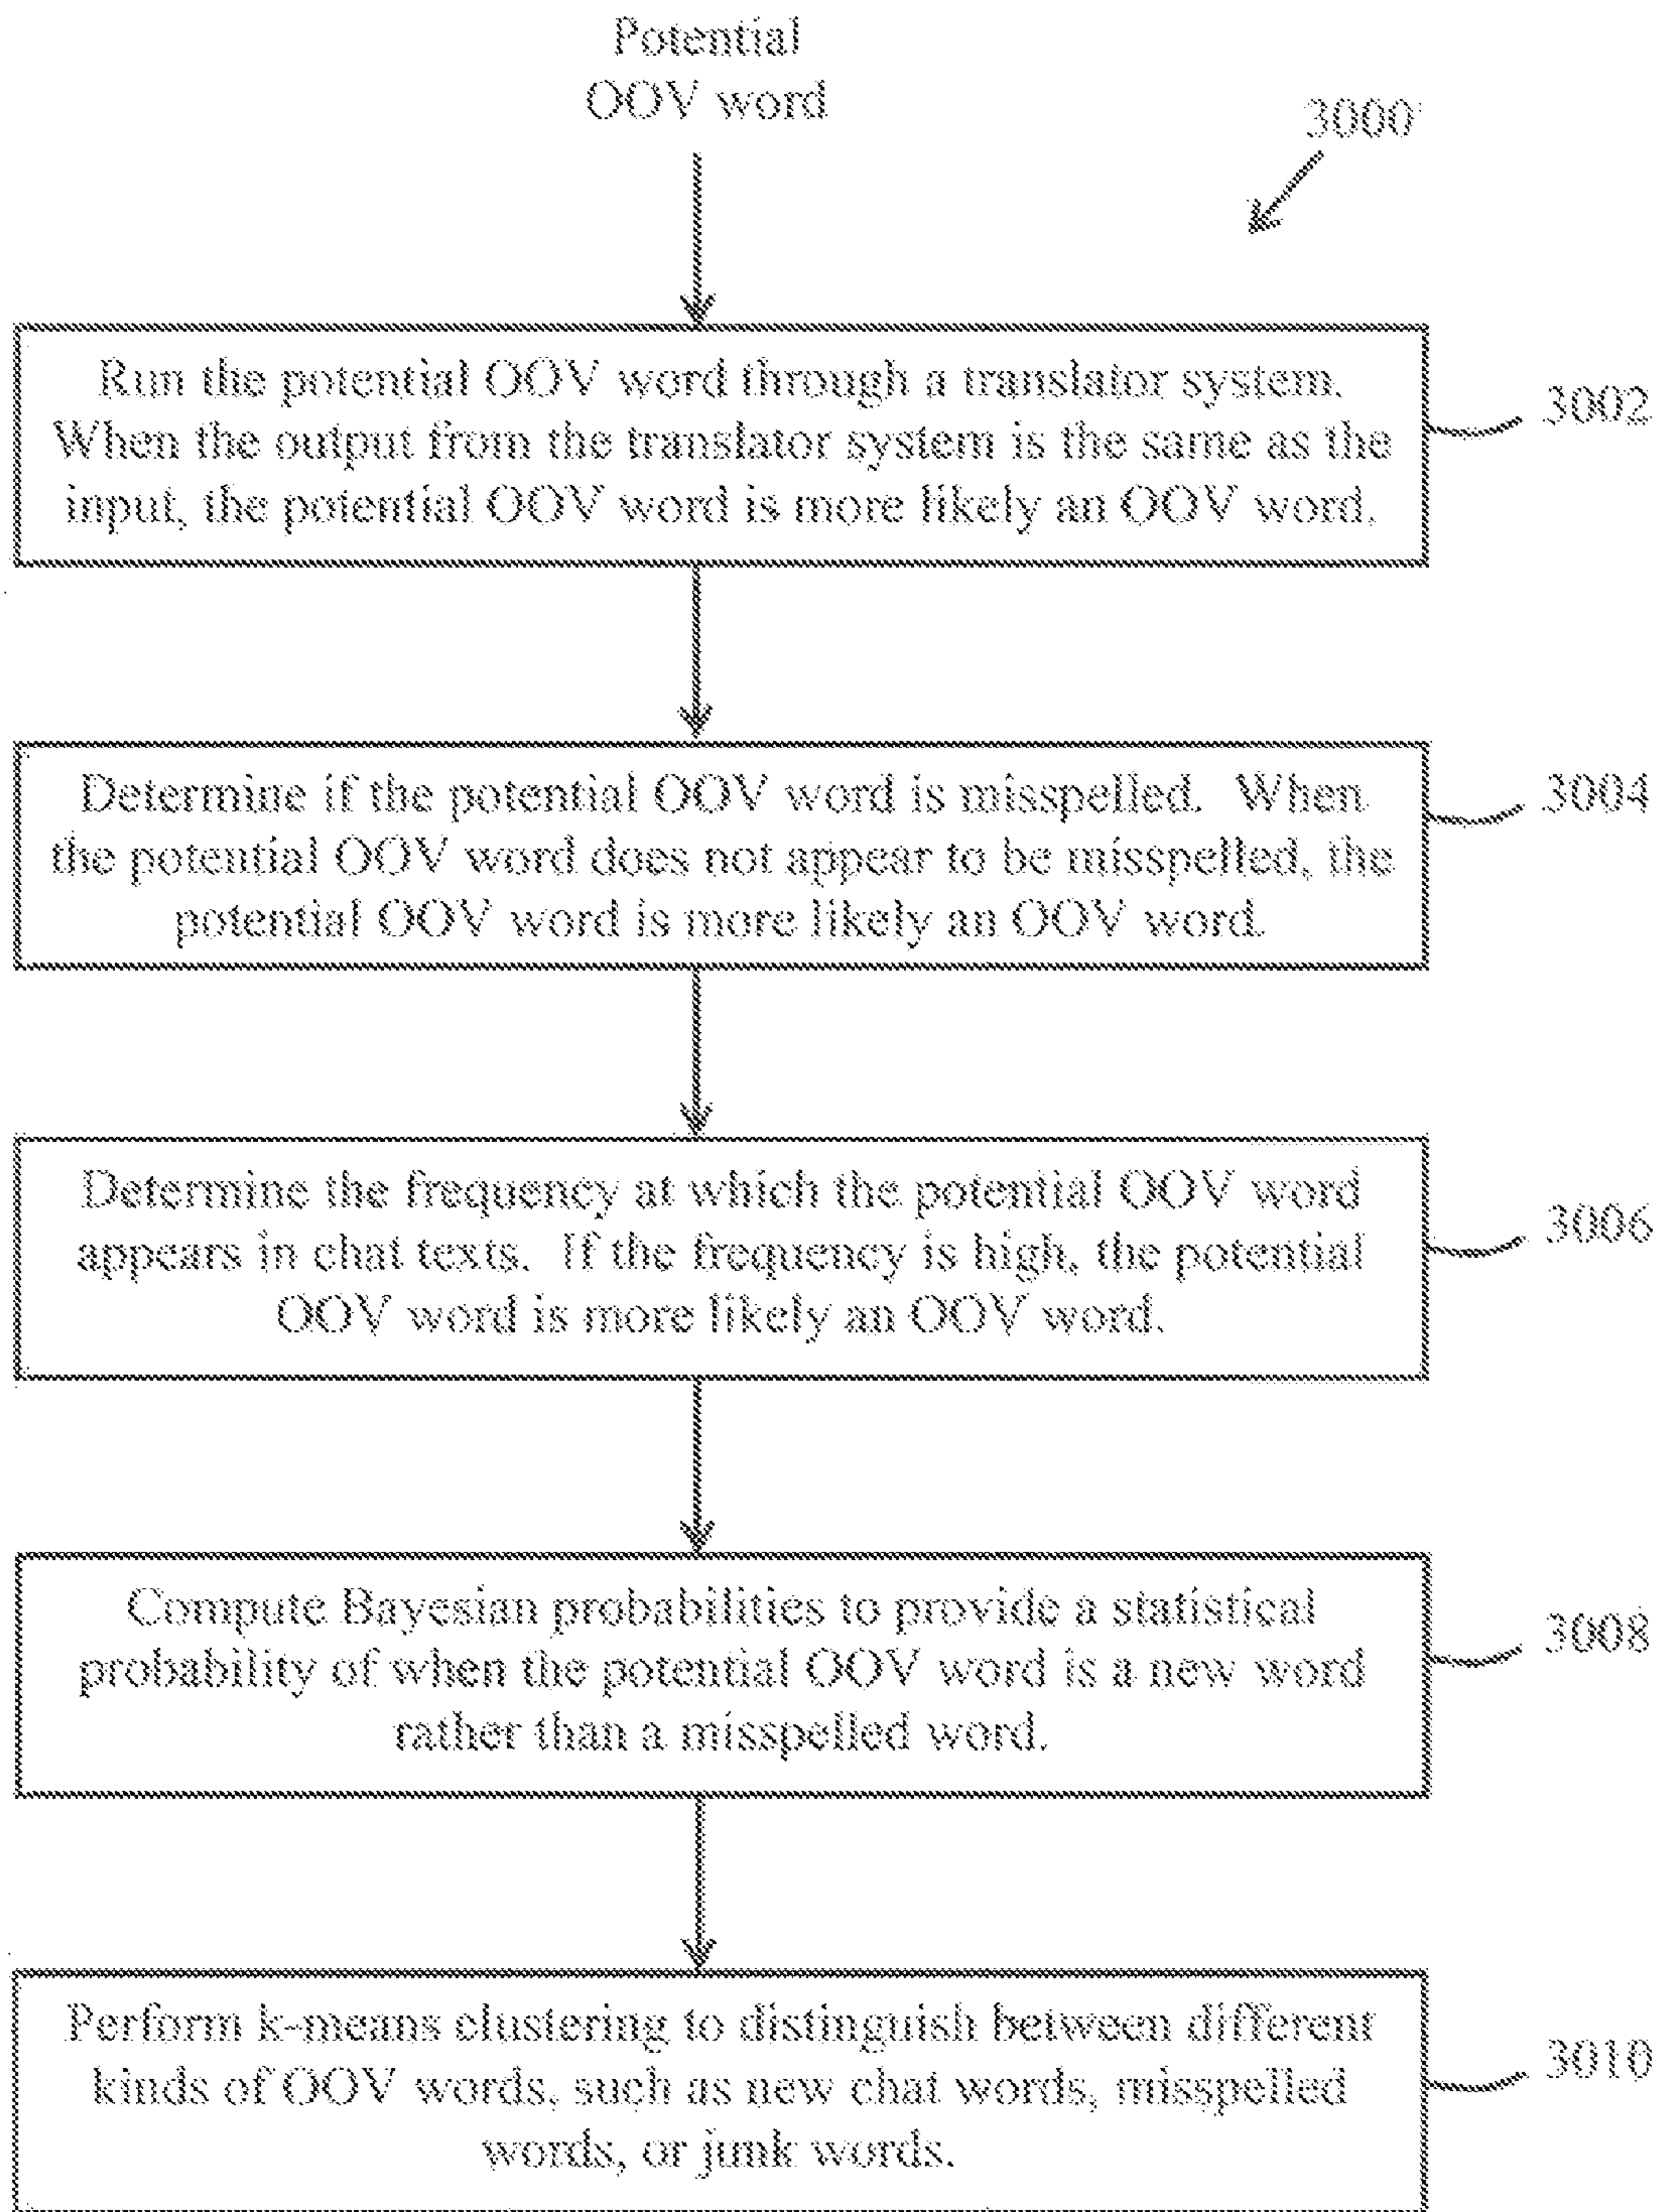 Potential
OOV word
3000
Run the potential OOV word through a translator system.
When the output from the translator system is the same as the
input, the potential OOV word is more likely an OOV word.
3002
Determine if the potential OOV word is misspelled. When
the potential OOV word does not appear to be misspelled, the
potential OOV word is more likely an OOV word.
3004
Determine the frequency at which the potential OOV word
appears in chat texts. If the frequency is high, the potential
OOV word is more likely an OOV word.
3006
Compute Bayesian probabilities to provide a statistical
probability of when the potential OOV word is a new word
rather than a misspelled word.
3008
Perform k-means clustering to distinguish between different
kinds of OOV words, such as new chat words, misspelled
words, or junk words.
3010